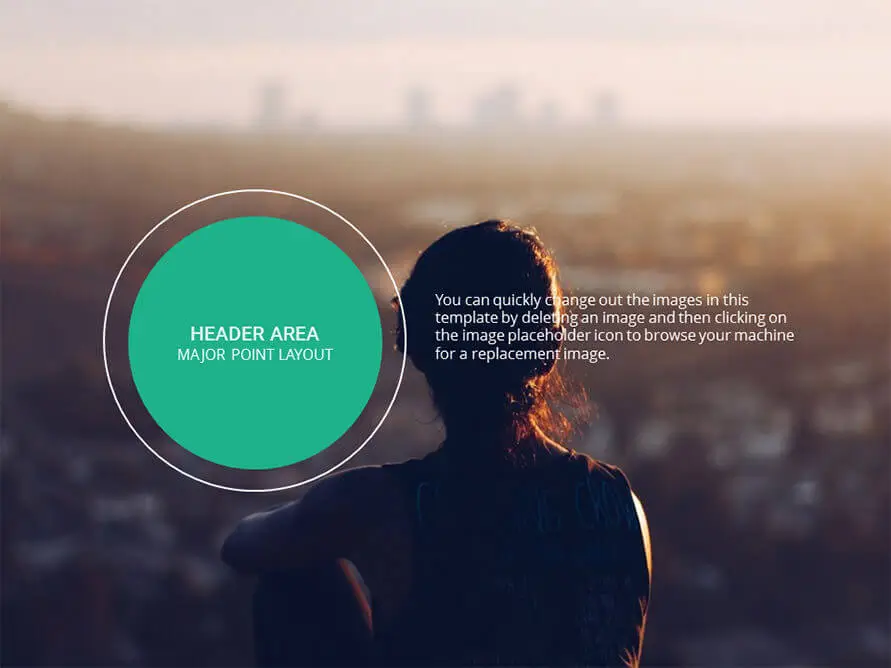 HEADER AREA
MAJOR POINT LAYOUT
You can quickly change out the images in this
template by deleting an image and then clicking on
the image placeholder icon to browse your machine
for a replacement image.